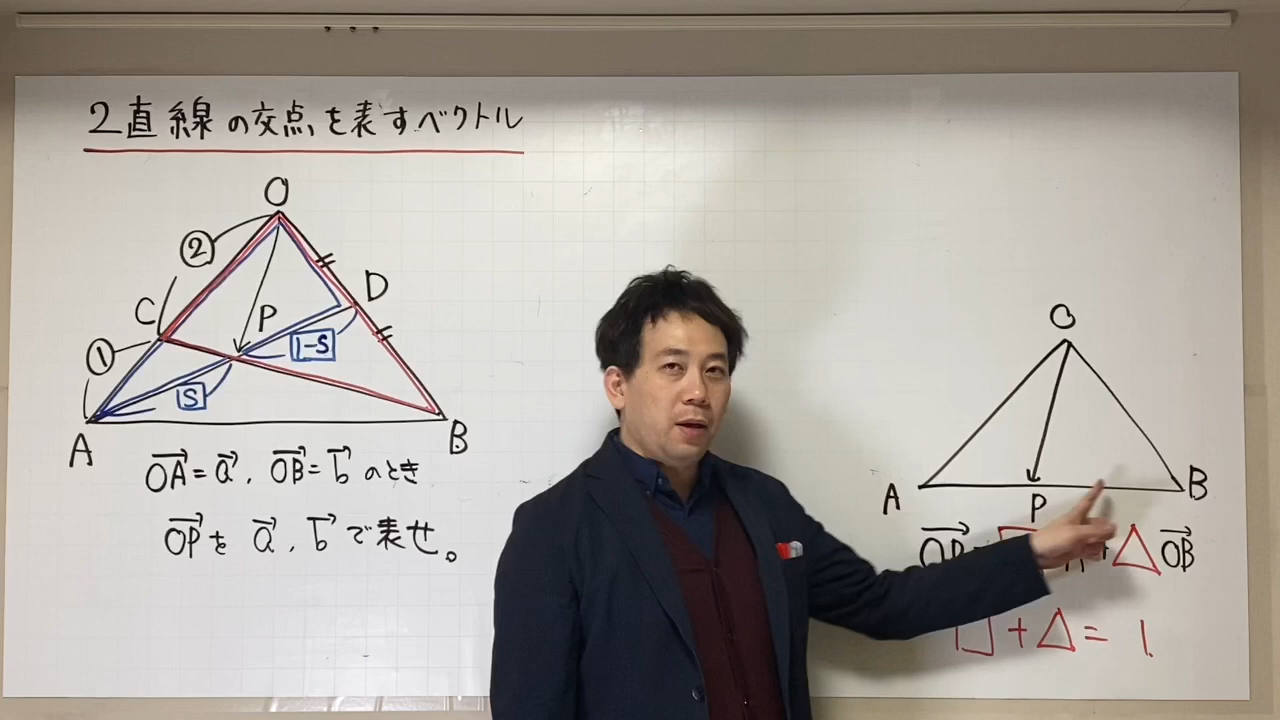 2直線の交点を表すベクトル
O
②
D
C
P
①
1-S
S
A
B
OA→=a→, OB→=b→のとき
OP→を a→, b→で表せ。
O
A
B
P
△OB→
□+△=1.